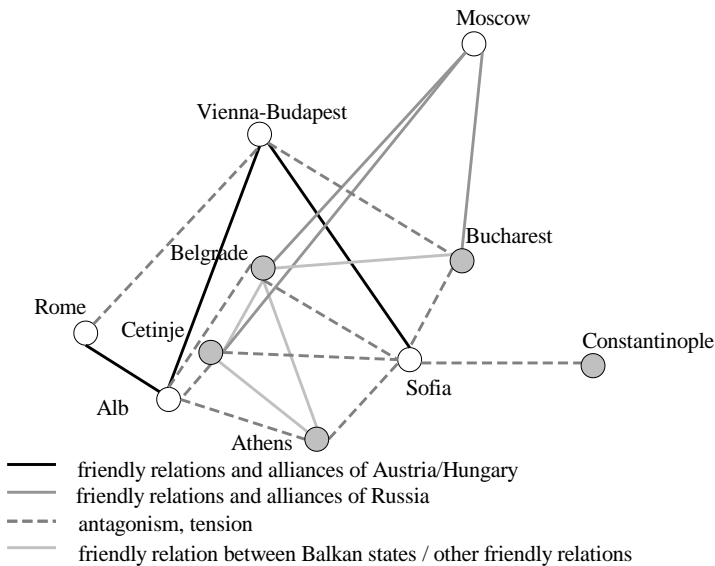 Moscow
Vienna-Budapest
Bucharest
Belgrade
Rome
Cetinje
Constantinople
Sofia
Alb
Athens
friendly relations and alliances of Austria/Hungary
friendly relations and alliances of Russia
antagonism, tension
friendly relation between Balkan states / other friendly relations